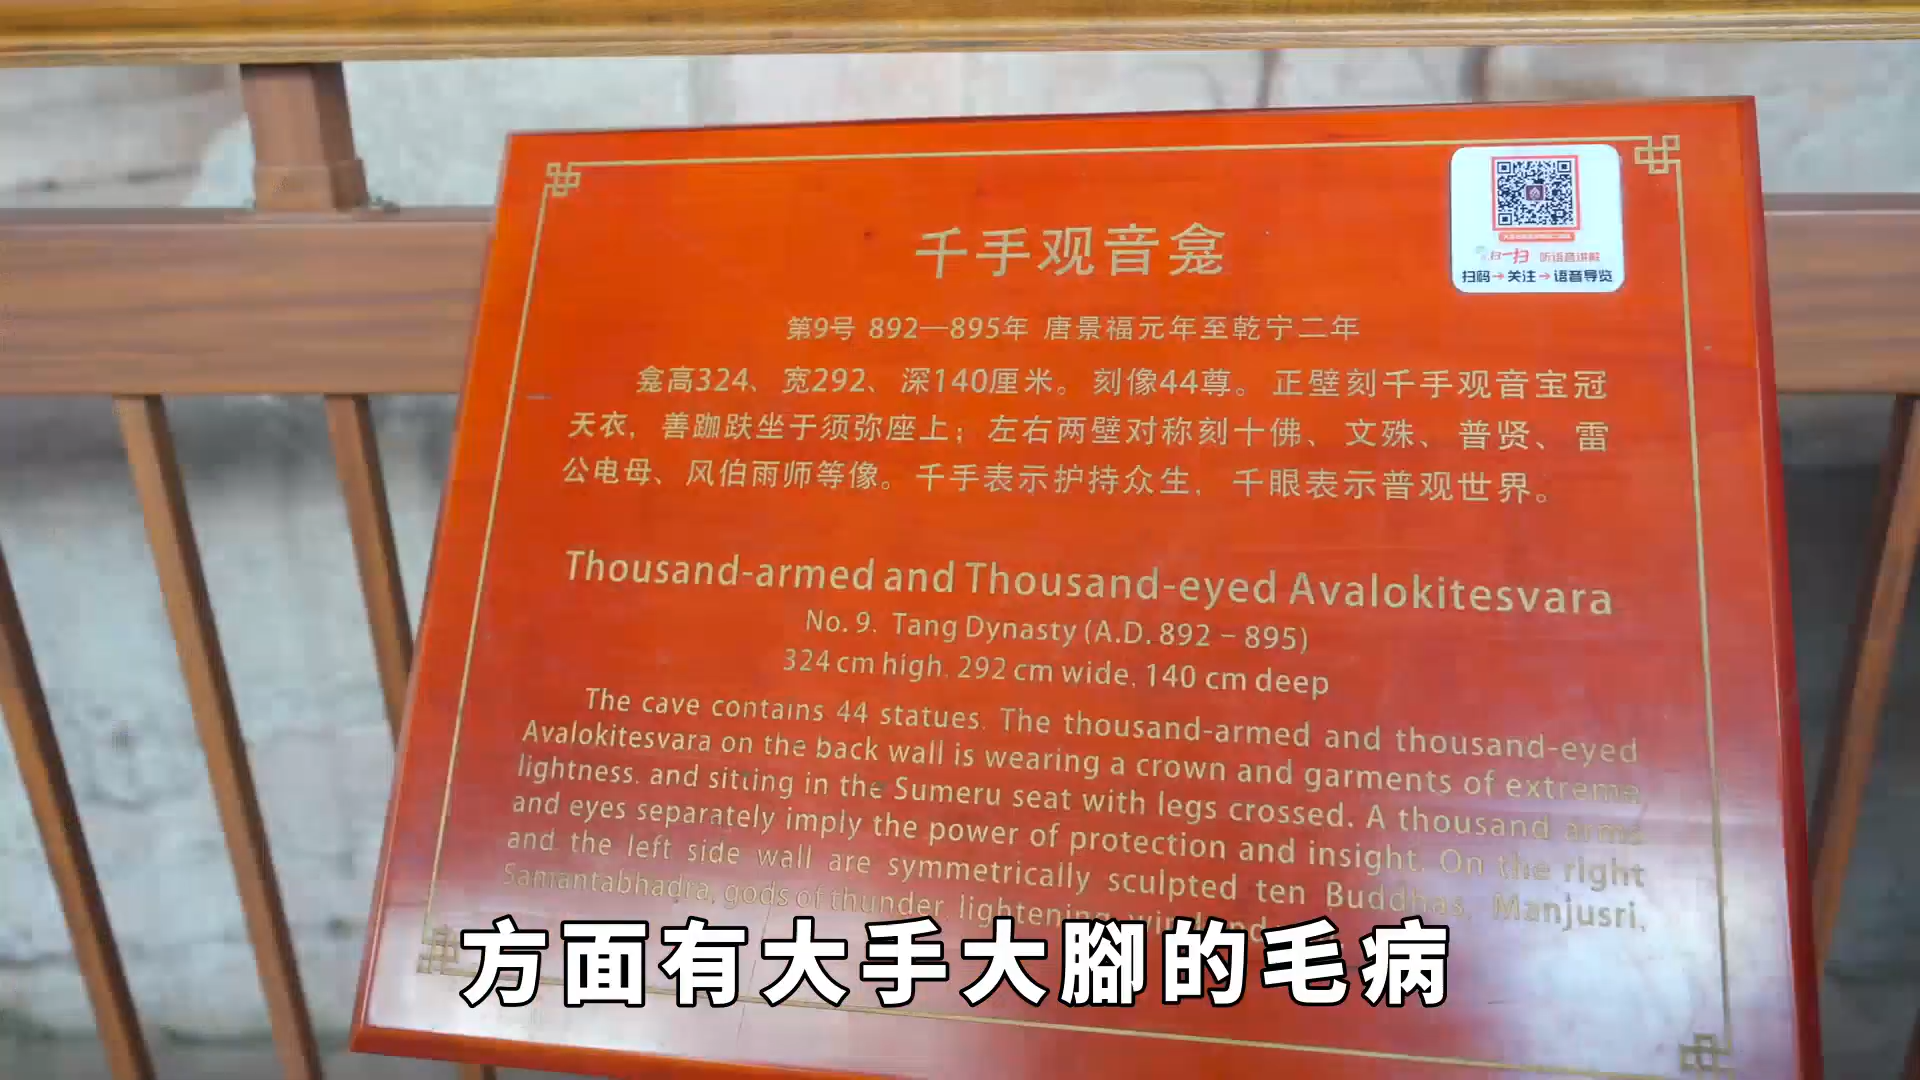 千手观音龛
扫一扫 听语音讲解
扫码→关注→语音导览
第9号 892—895年 唐景福元年至乾宁二年
龛高324、宽292、深140厘米。刻像44尊。正壁刻千手观音宝冠
天衣，善跏趺坐于须弥座上；左右两壁对称刻十佛、文殊、普贤、雷
公电母、风伯雨师等像。千手表示护持众生，千眼表示普观世界。
Thousand-armed and Thousand-eyed Avalokitesvara
No. 9. Tang Dynasty (A.D. 892 – 895)
324 cm high, 292 cm wide, 140 cm deep
The cave contains 44 statues. The thousand-armed and thousand-eyed
Avalokitesvara on the back wall is wearing a crown and garments of extreme
lightness. and sitting in the Sumeru seat with legs crossed. A thousand arms
and eyes separately imply the power of protection and insight. On the right
and the left side wall are symmetrically sculpted ten Buddhas, Manjusri,
Samantabhadra, gods of thunder, lightening, wind and
方面有大手大腳的毛病